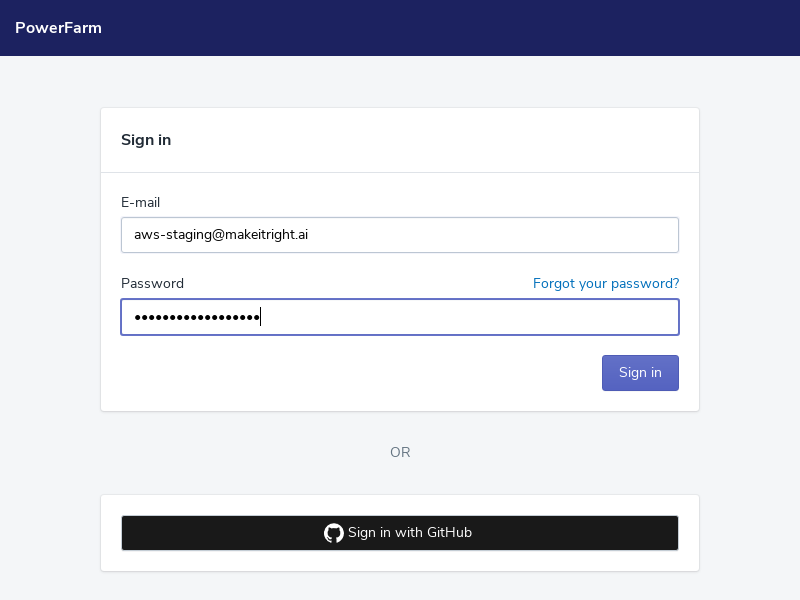 PowerFarm
Sign in
E-mail
aws-staging@makeitright.ai
Password Forgot your password?
••••••••••••••••••
Sign in
OR
Sign in with GitHub